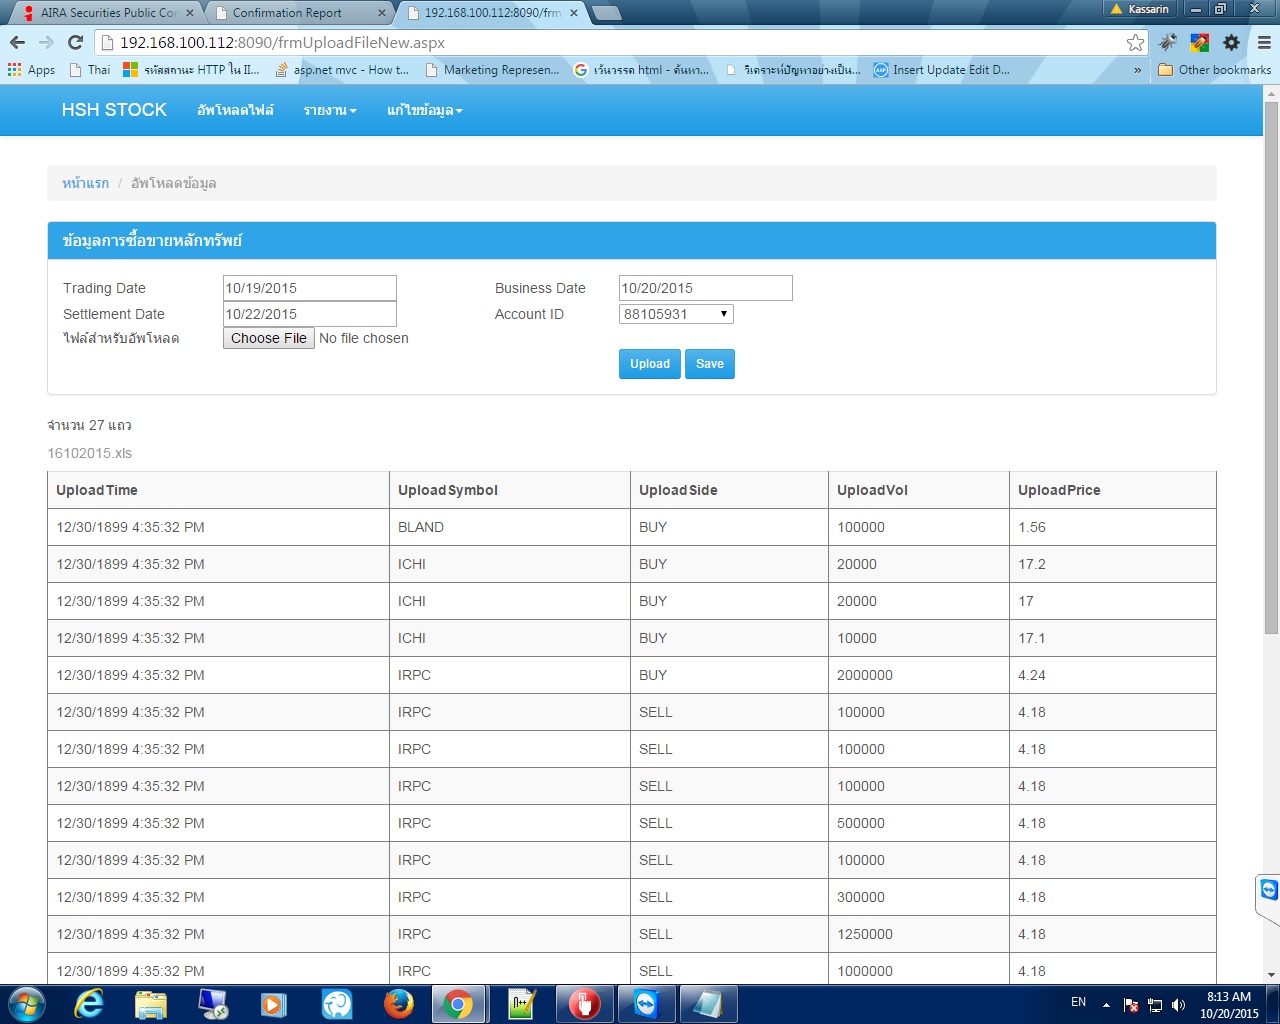 AIRA Securities Public Cor
Confirmation Report
192.168.100.112:8090/frm
Kassarin
192.168.100.112:8090/frmUploadFileNew.aspx
Apps
Thai
รหัสสถานะ HTTP ใน II...
asp.net mvc - How t...
Marketing Represen...
เว้นวรรค html - ค้นหา...
วิเคราะห์ปัญหาอย่างเป็น...
Insert Update Edit D...
»
Other bookmarks
HSH STOCK อัพโหลดไฟล์ รายงาน แก้ไขข้อมูล
หน้าแรก / อัพโหลดข้อมูล
ข้อมูลการซื้อขายหลักทรัพย์
Trading Date 10/19/2015 Business Date 10/20/2015
Settlement Date 10/22/2015 Account ID 88105931
ไฟล์สำหรับอัพโหลด Choose File No file chosen
Upload Save
จำนวน 27 แถว
16102015.xls
UploadTime UploadSymbol UploadSide UploadVol UploadPrice
12/30/1899 4:35:32 PM BLAND BUY 100000 1.56
12/30/1899 4:35:32 PM ICHI BUY 20000 17.2
12/30/1899 4:35:32 PM ICHI BUY 20000 17
12/30/1899 4:35:32 PM ICHI BUY 10000 17.1
12/30/1899 4:35:32 PM IRPC BUY 2000000 4.24
12/30/1899 4:35:32 PM IRPC SELL 100000 4.18
12/30/1899 4:35:32 PM IRPC SELL 100000 4.18
12/30/1899 4:35:32 PM IRPC SELL 100000 4.18
12/30/1899 4:35:32 PM IRPC SELL 500000 4.18
12/30/1899 4:35:32 PM IRPC SELL 100000 4.18
12/30/1899 4:35:32 PM IRPC SELL 300000 4.18
12/30/1899 4:35:32 PM IRPC SELL 1250000 4.18
12/30/1899 4:35:32 PM IRPC SELL 1000000 4.18
EN
8:13 AM
10/20/2015